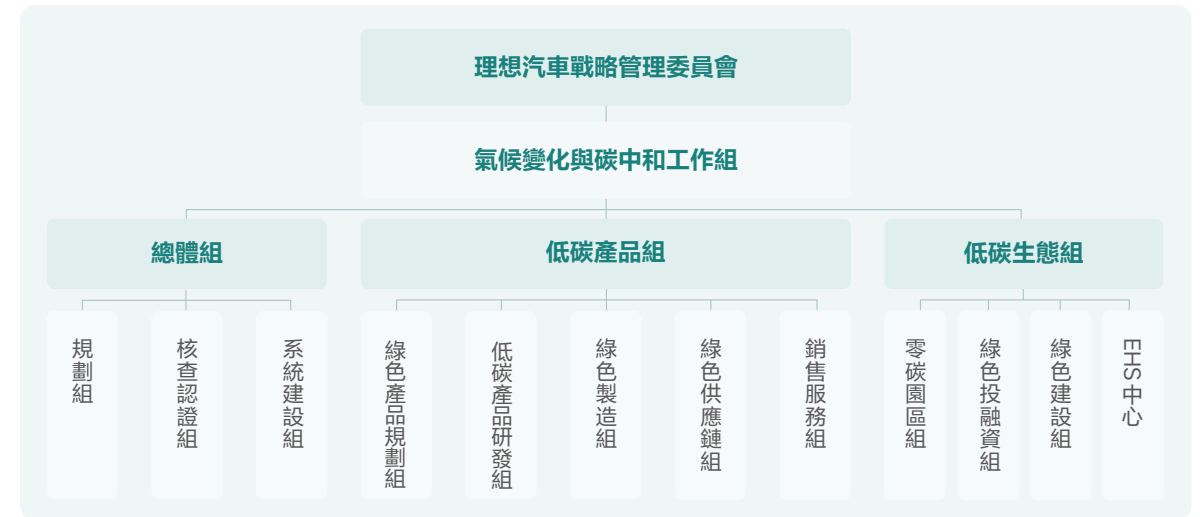 理想汽車戰略管理委員會
氣候變化與碳中和工作組
總體組
低碳產品組
低碳生態組
規劃組
核查認證組
系統建設組
綠色產品規劃組
低碳產品研發組
綠色製造組
綠色供應鏈組
銷售服務組
零碳園區組
綠色投融資組
綠色建設組
EHS中心